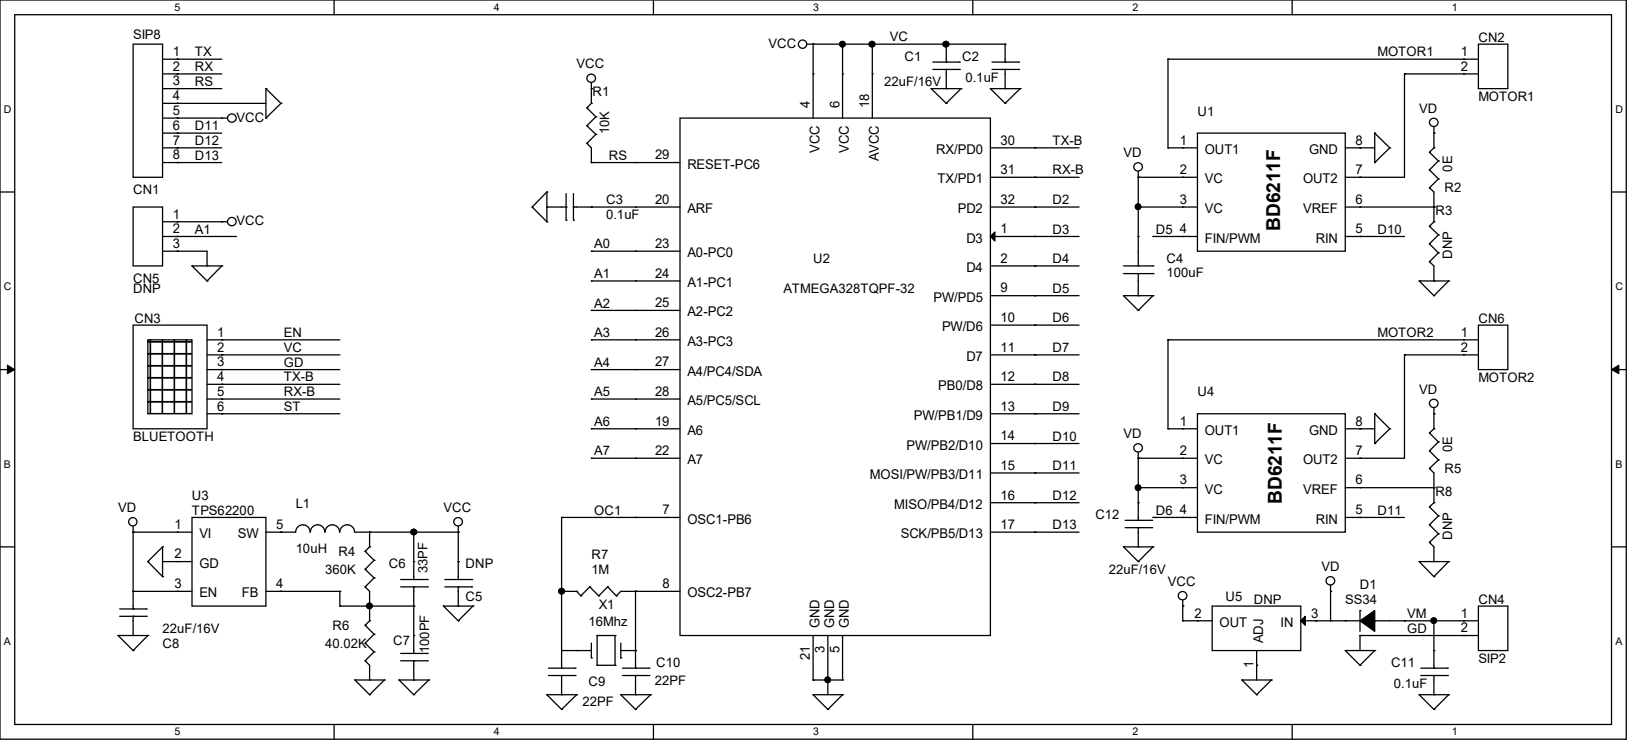 5 4 3 2 1
D
C
B
A
SIP8
1 TX
2 RX
3 RS
4
5 VCC
6 D11
7 D12
8 D13
CN1
1 VCC
2 A1
3
CN5
DNP
CN3
1 EN
2 VC
3 GD
4 TX-B
5 RX-B
6 ST
BLUETOOTH
U3
TPS62200
VD
1 VI SW 5
2 GD
3 EN FB 4
L1
10uH
VCC
R4
360K
C6
33PF
DNP
C5
R6
40.02K
C7
100PF
22uF/16V
C8
VCC
R1
10K
RS 29 RESET-PC6
C3
0.1uF
20 ARF
A0 23 A0-PC0
A1 24 A1-PC1
A2 25 A2-PC2
A3 26 A3-PC3
A4 27 A4/PC4/SDA
A5 28 A5/PC5/SCL
A6 19 A6
A7 22 A7
OC1 7 OSC1-PB6
8 OSC2-PB7
R7
1M
X1
16Mhz
C9
22PF
C10
22PF
VCC VC
C1
22uF/16V
C2
0.1uF
4 6 18
VCC VCC AVCC
U2
ATMEGA328TQPF-32
RX/PD0 30 TX-B
TX/PD1 31 RX-B
PD2 32 D2
D3 1 D3
D4 2 D4
PW/PD5 9 D5
PW/D6 10 D6
D7 11 D7
PB0/D8 12 D8
PW/PB1/D9 13 D9
PW/PB2/D10 14 D10
MOSI/PW/PB3/D11 15 D11
MISO/PB4/D12 16 D12
SCK/PB5/D13 17 D13
GND GND GND
21 3 5
CN2
MOTOR1 1
2
MOTOR1
U1
BD6211F
VD
1 OUT1 GND 8
2 VC OUT2 7
3 VC VREF 6
D5 4 FIN/PWM RIN 5 D10
C4
100uF
VD
0E
R2
R3
DNP
CN6
MOTOR2 1
2
MOTOR2
U4
BD6211F
VD
1 OUT1 GND 8
2 VC OUT2 7
3 VC VREF 6
D6 4 FIN/PWM RIN 5 D11
C12
22uF/16V
VD
0E
R5
R8
DNP
VCC
U5 DNP
2 OUT IN 3
ADJ
1
VD
D1
SS34
CN4
VM 1
GD 2
SIP2
C11
0.1uF
D
C
B
A
5 4 3 2 1